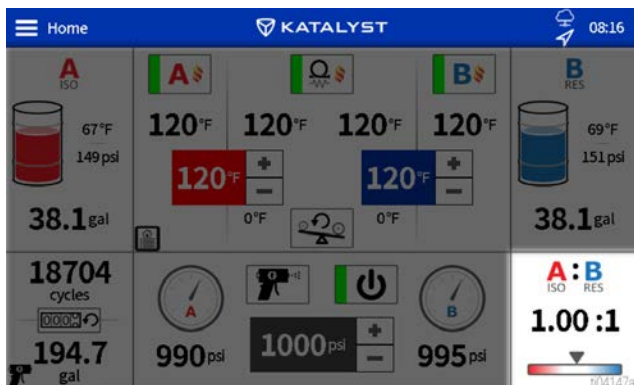 Home KATALYST 08:16
A ISO A Ω B B RES
67°F 120°F 120°F 120°F 120°F 69°F
149 psi 151 psi
120°F + − 120°F + −
38.1 gal 0°F 0°F 38.1 gal
18704 A:B
cycles ISO RES
000 A B 1.00 :1
194.7 990 psi 1000 psi + − 995 psi
gal
ti04147a